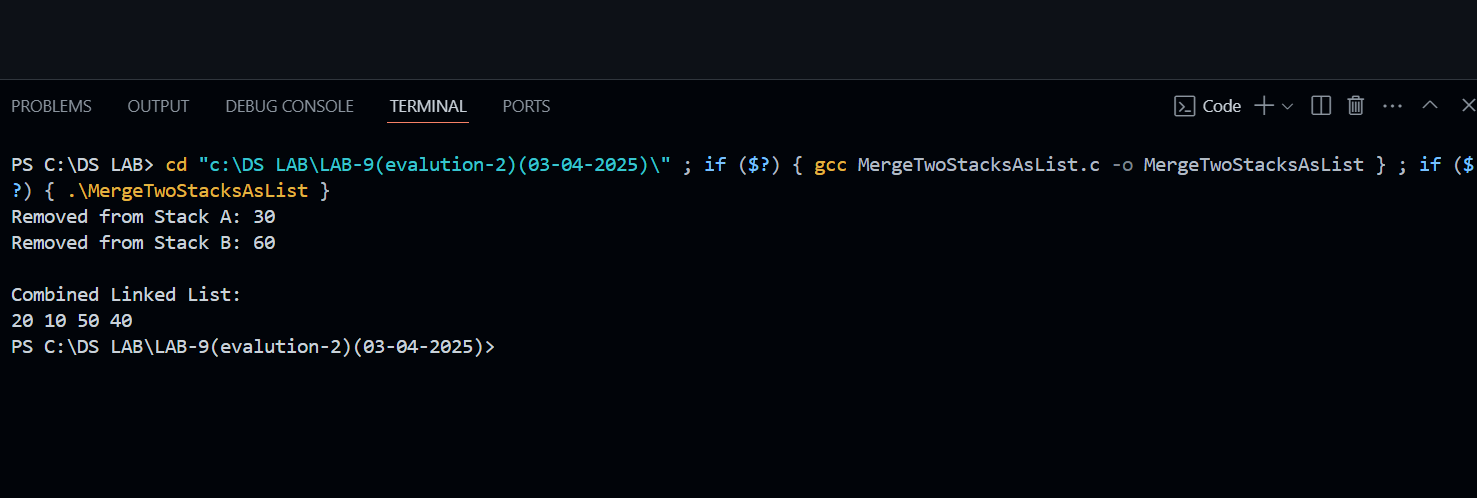 PROBLEMS OUTPUT DEBUG CONSOLE TERMINAL PORTS Code
PS C:\DS LAB> cd "c:\DS LAB\LAB-9(evalution-2)(03-04-2025)\" ; if ($?) { gcc MergeTwoStacksAsList.c -o MergeTwoStacksAsList } ; if ($
?) { .\MergeTwoStacksAsList }
Removed from Stack A: 30
Removed from Stack B: 60
Combined Linked List:
20 10 50 40
PS C:\DS LAB\LAB-9(evalution-2)(03-04-2025)>